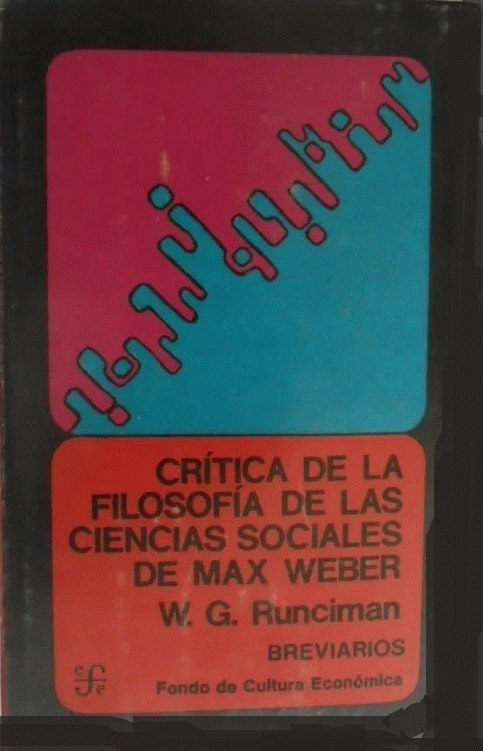 CRÍTICA DE LA
FILOSOFÍA DE LAS
CIENCIAS SOCIALES
DE MAX WEBER
W. G. Runciman
BREVIARIOS
Fondo de Cultura Económica